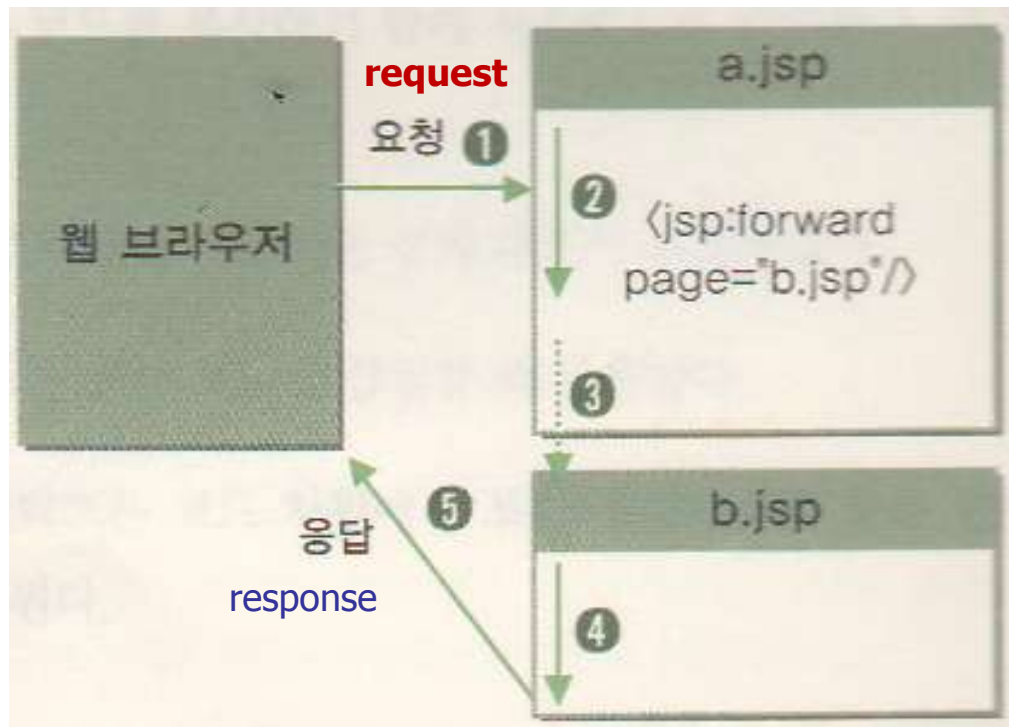 request
요청 ❶
웹 브라우저
a.jsp
❷
<jsp:forward
page="b.jsp"/>
❸
b.jsp
❹
❺
응답
response